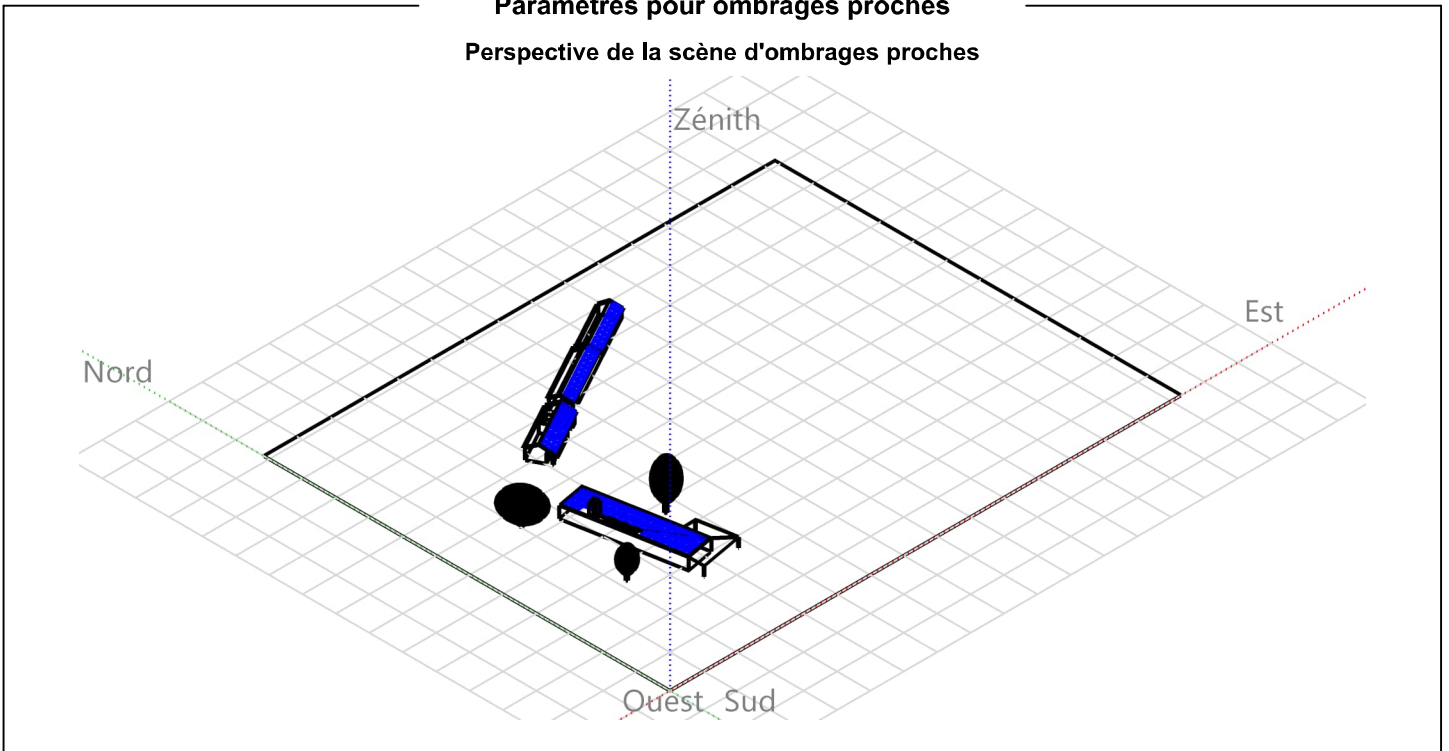 Paramètres pour ombrages proches
Perspective de la scène d'ombrages proches
Zénith
Est
Nord
Ouest Sud